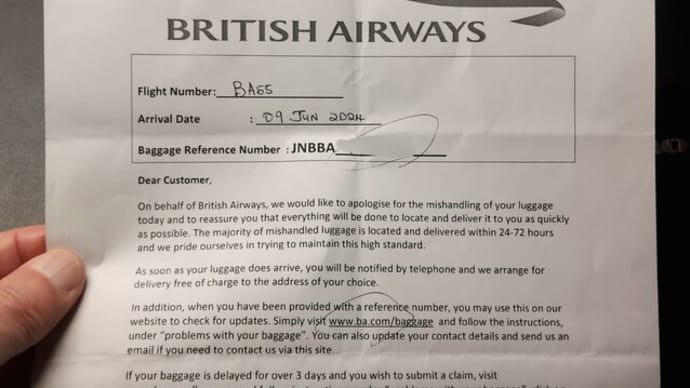 BRITISH AIRWAYS
Flight Number: BA55
Arrival Date : 09 JUN 2024
Baggage Reference Number : JNBBA
Dear Customer,
On behalf of British Airways, we would like to apologise for the mishandling of your luggage
today and to reassure you that everything will be done to locate and deliver it to you as quickly
as possible. The majority of mishandled luggage is located and delivered within 24-72 hours
and we pride ourselves in trying to maintain this high standard.
As soon as your luggage does arrive, you will be notified by telephone and we arrange for
delivery free of charge to the address of your choice.
In addition, when you have been provided with a reference number, you may use this on our
website to check for updates. Simply visit www.ba.com/baggage and follow the instructions,
under "problems with your baggage". You can also update your contact details and send us an
email if you need to contact us via this site.
If your baggage is delayed for over 3 days and you wish to submit a claim, visit